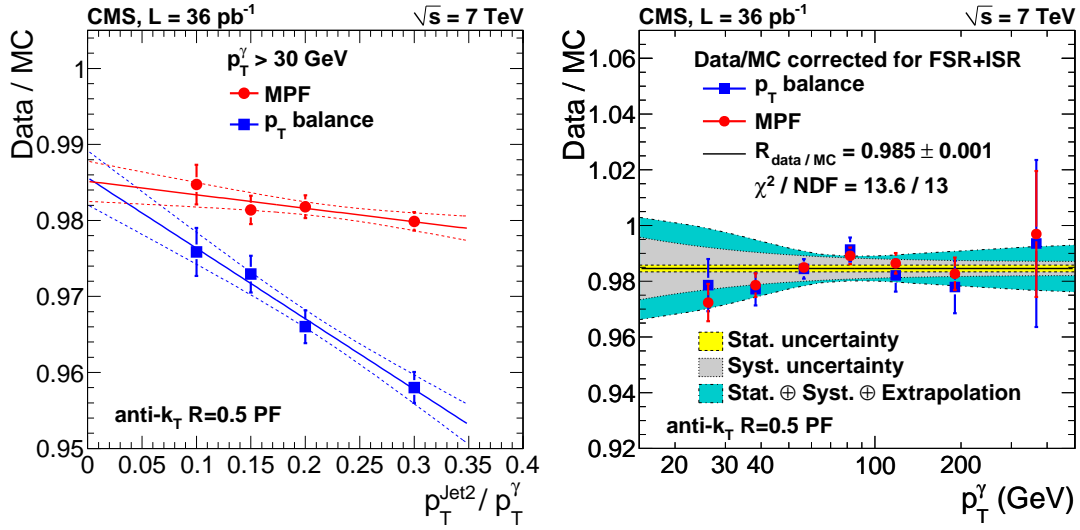 CMS, L = 36 pb⁻¹ √s = 7 TeV
Data / MC
p_T^γ > 30 GeV
MPF
p_T balance
anti-k_T R=0.5 PF
1
0.99
0.98
0.97
0.96
0.95
0 0.05 0.1 0.15 0.2 0.25 0.3 0.35 0.4
p_T^Jet2 / p_T^γ
CMS, L = 36 pb⁻¹ √s = 7 TeV
Data / MC
Data/MC corrected for FSR+ISR
p_T balance
MPF
R_data / MC = 0.985 ± 0.001
χ² / NDF = 13.6 / 13
Stat. uncertainty
Syst. uncertainty
Stat. ⊕ Syst. ⊕ Extrapolation
anti-k_T R=0.5 PF
1.08
1.06
1.04
1.02
1
0.98
0.96
0.94
0.92
20 30 40 100 200
p_T^γ (GeV)